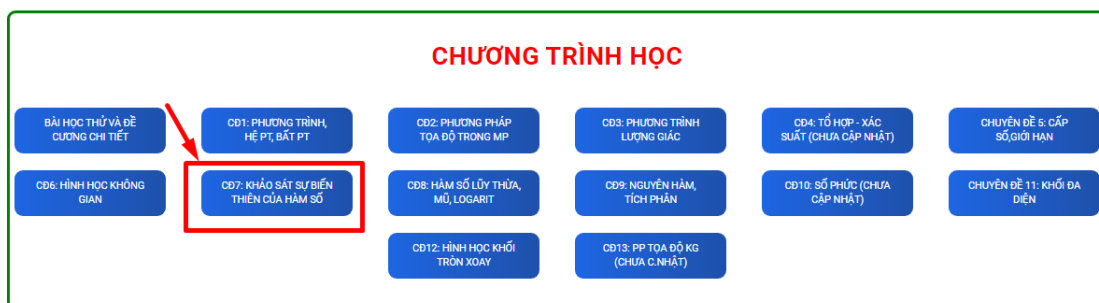 CHƯƠNG TRÌNH HỌC
BÀI HỌC THỬ VÀ ĐỀ
CƯƠNG CHI TIẾT
CĐ1: PHƯƠNG TRÌNH,
HỆ PT, BẤT PT
CĐ2: PHƯƠNG PHÁP
TỌA ĐỘ TRONG MP
CĐ3: PHƯƠNG TRÌNH
LƯỢNG GIÁC
CĐ4: TỔ HỢP - XÁC
SUẤT (CHƯA CẬP NHẬT)
CHUYÊN ĐỀ 5: CẤP
SỐ,GIỚI HẠN
CĐ6: HÌNH HỌC KHÔNG
GIAN
CĐ7: KHẢO SÁT SỰ BIẾN
THIÊN CỦA HÀM SỐ
CĐ8: HÀM SỐ LŨY THỪA,
MŨ, LOGARIT
CĐ9: NGUYÊN HÀM,
TÍCH PHÂN
CĐ10: SỐ PHỨC (CHƯA
CẬP NHẬT)
CHUYÊN ĐỀ 11: KHỐI ĐA
DIỆN
CĐ12: HÌNH HỌC KHỐI
TRÒN XOAY
CĐ13: PP TỌA ĐỘ KG
(CHƯA C.NHẬT)